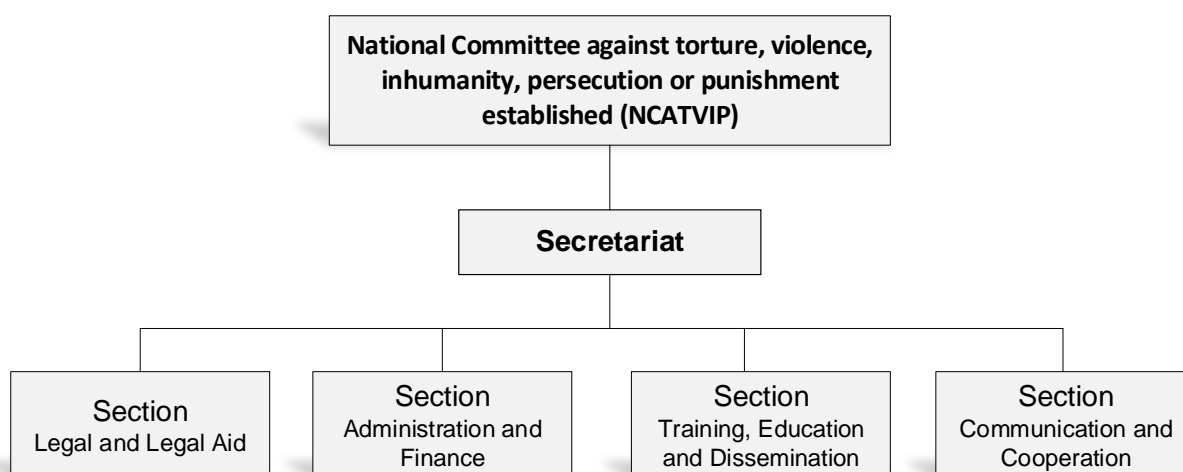 National Committee against torture, violence,
inhumanity, persecution or punishment
established (NCATVIP)
Secretariat
Section
Legal and Legal Aid
Section
Administration and
Finance
Section
Training, Education
and Dissemination
Section
Communication and
Cooperation